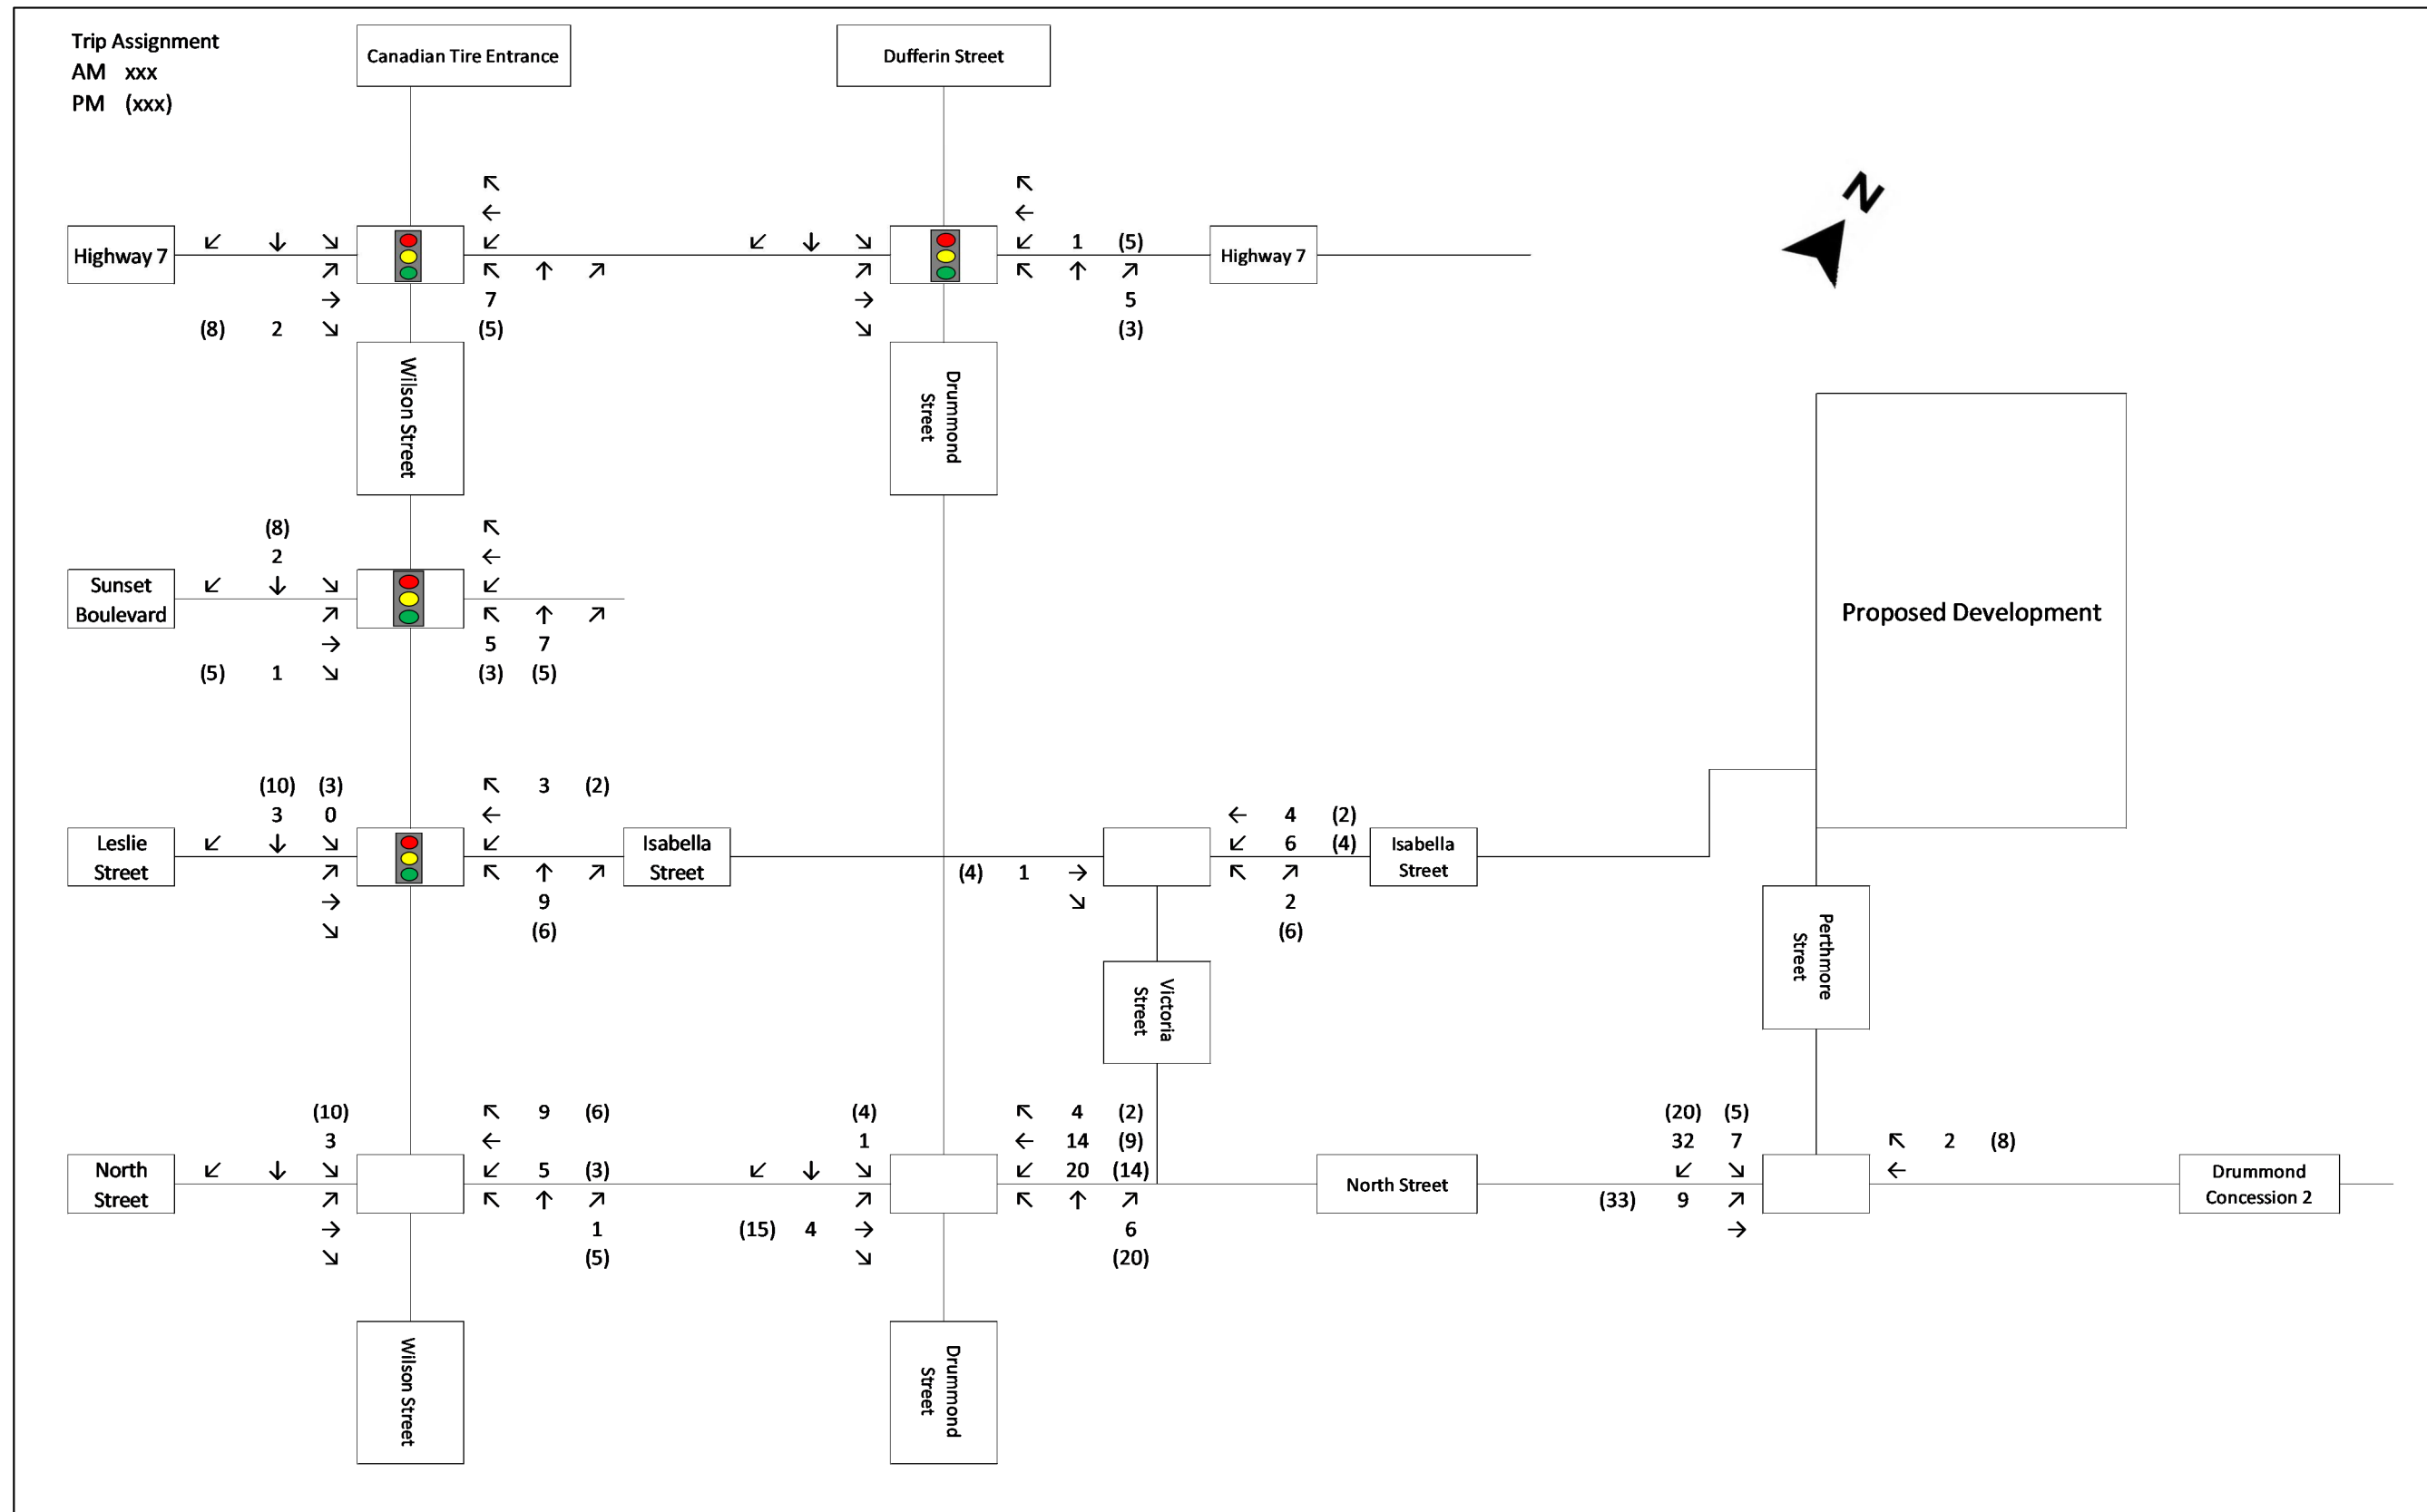 Trip Assignment
AM xxx
PM (xxx)
Canadian Tire Entrance
Dufferin Street
N
↖ ↖
← ←
Highway 7 ↙ ↓ ↘ ↙ ↙ ↓ ↘ ↙ 1 (5) Highway 7
↗ ↖ ↑ ↗ ↗ ↖ ↑ ↗
→ 7 → 5
(8) 2 ↘ (5) ↘ (3)
Wilson Street
Drummond
Street
(8) ↖
2 ←
Sunset
Boulevard
↙ ↓ ↘ ↙
↗ ↖ ↑ ↗
→ 5 7
(5) 1 ↘ (3) (5)
Proposed Development
(10) (3) ↖ 3 (2)
3 0 ← ← 4 (2)
Leslie
Street
↙ ↓ ↘ ↙
Isabella
Street
↙ 6 (4)
Isabella
Street
↗ ↖ ↑ ↗ (4) 1 → ↖ ↗
→ 9 ↘ 2
↘ (6) (6)
Victoria
Street
Perthmore
Street
(10) ↖ 9 (6) (4) ↖ 4 (2) (20) (5)
3 ← 1 ← 14 (9) 32 7 ↖ 2 (8)
North
Street
↙ ↓ ↘ ↙ 5 (3) ↙ ↓ ↘ ↙ 20 (14) North Street ↙ ↘ ←
Drummond
Concession 2
↗ ↖ ↑ ↗ ↗ ↖ ↑ ↗ (33) 9 ↗
→ 1 (15) 4 → 6 →
↘ (5) ↘ (20)
Wilson Street
Drummond
Street